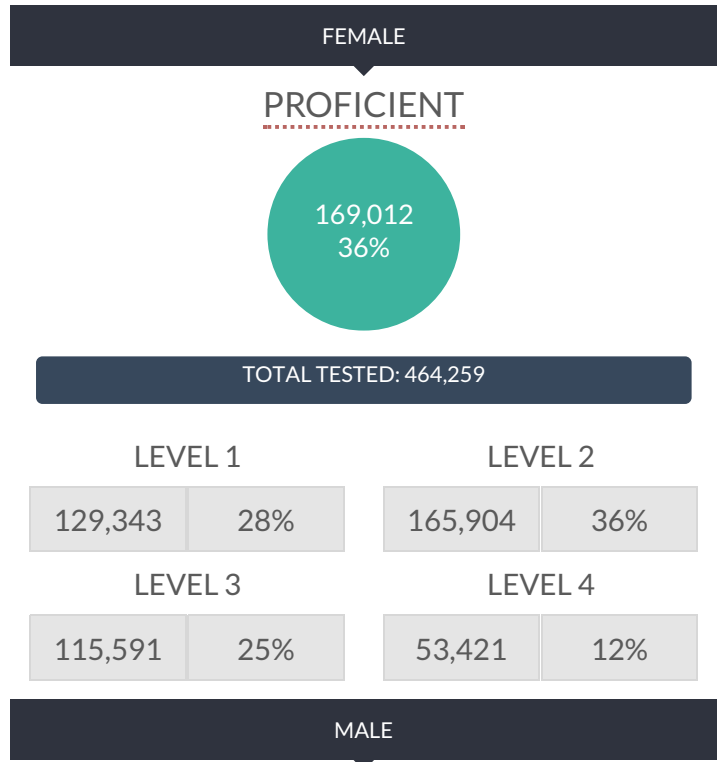 FEMALE
PROFICIENT
169,012
36%
TOTAL TESTED: 464,259
LEVEL 1
129,343 28%
LEVEL 2
165,904 36%
LEVEL 3
115,591 25%
LEVEL 4
53,421 12%
MALE